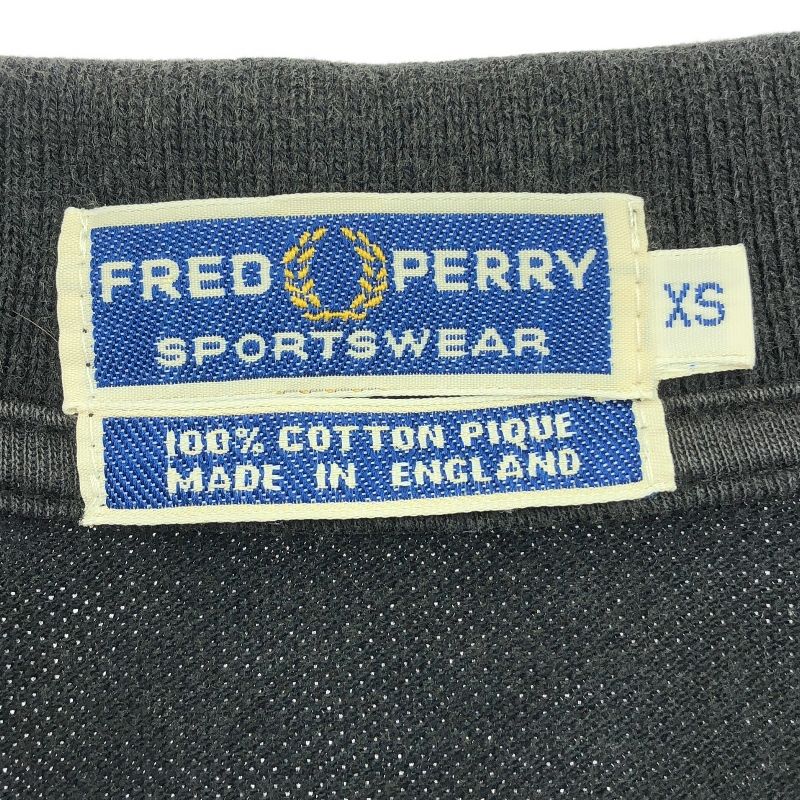 FRED PERRY
SPORTSWEAR
XS
100% COTTON PIQUE
MADE IN ENGLAND